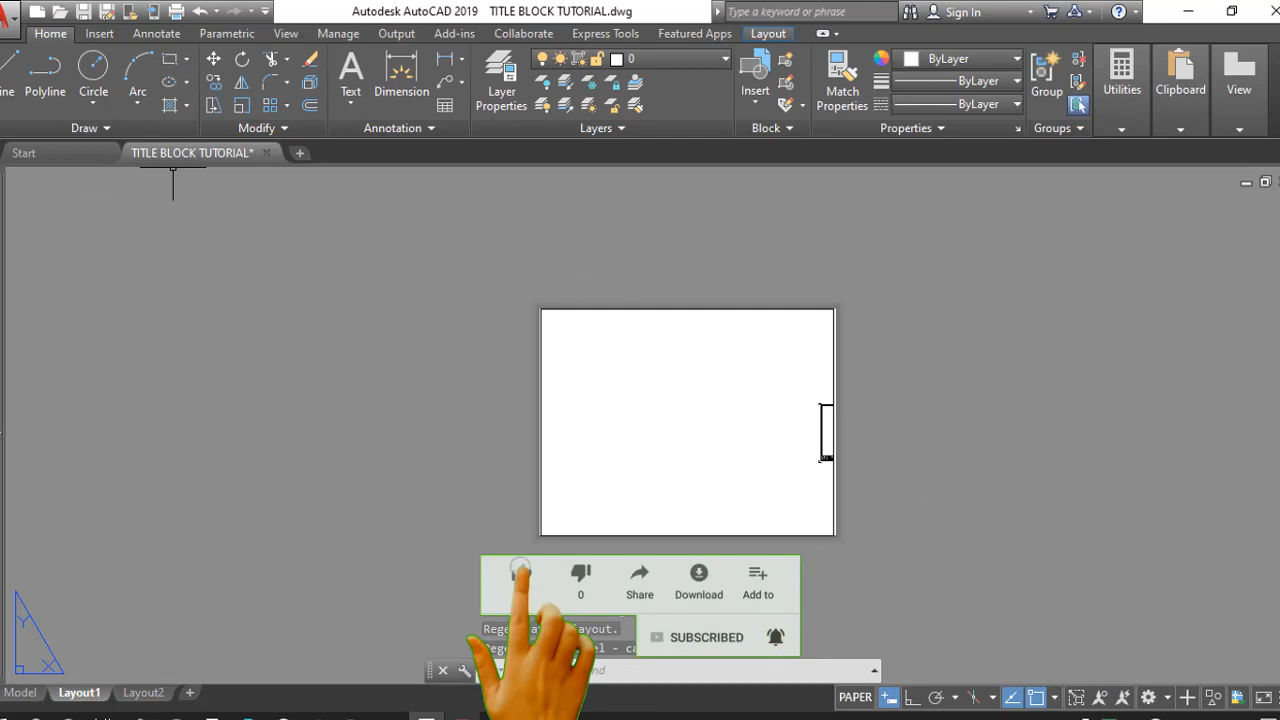 Autodesk AutoCAD 2019 TITLE BLOCK TUTORIAL.dwg
Type a keyword or phrase
Sign In
Home Insert Annotate Parametric View Manage Output Add-ins Collaborate Express Tools Featured Apps Layout
Polyline Circle Arc
Text Dimension
Layer Properties
0
Insert
Match Properties
ByLayer
ByLayer
ByLayer
Group Utilities Clipboard View
Draw Modify Annotation Layers Block Properties Groups
Start TITLE BLOCK TUTORIAL*
Y
X
0 Share Download Add to
layout.
SUBSCRIBED
Model Layout1 Layout2
PAPER